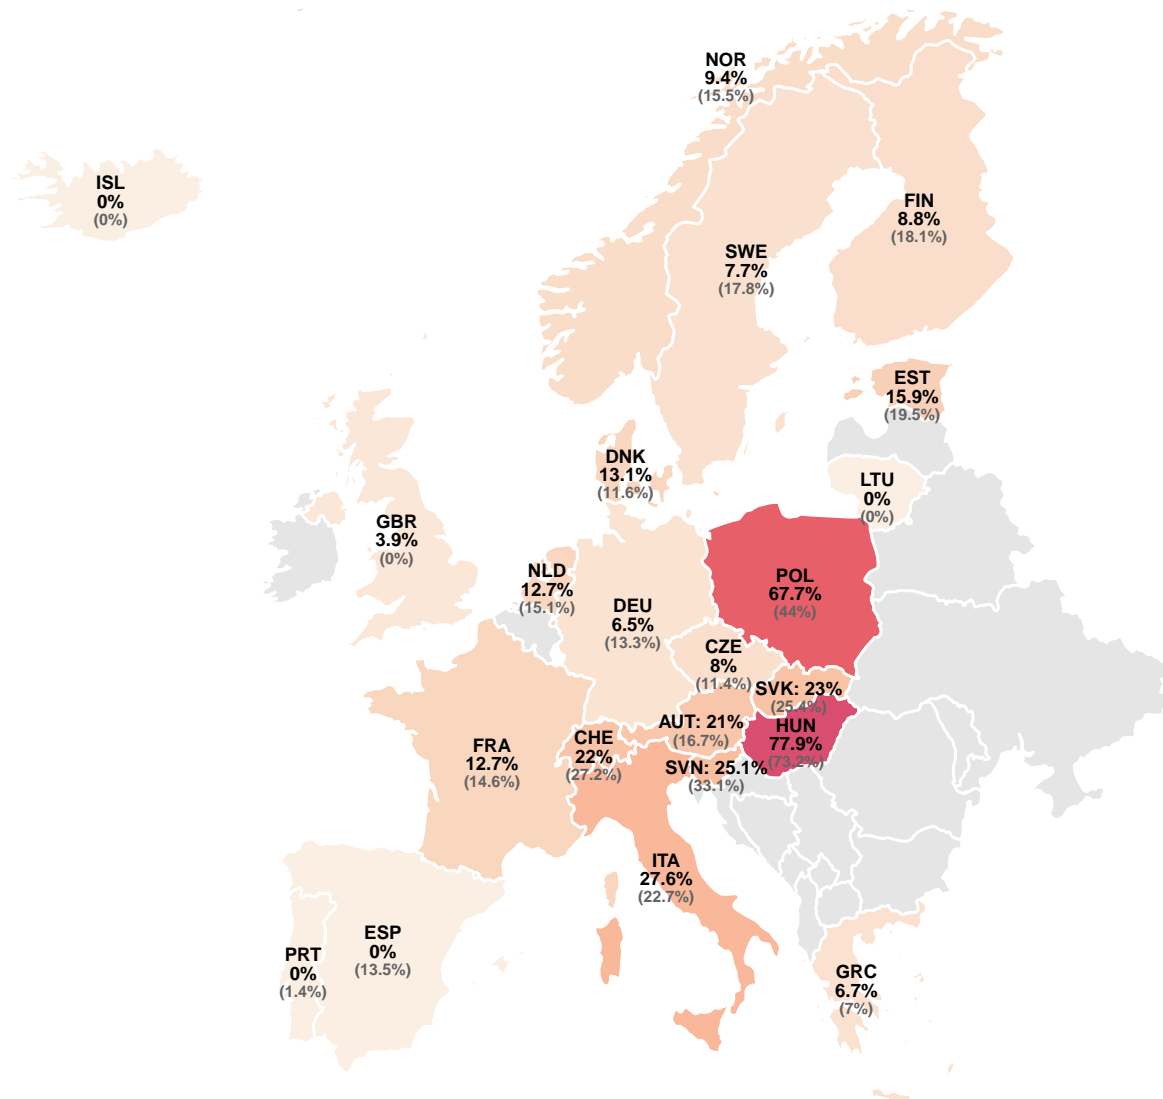 NOR
9.4%
(15.5%)
ISL
0%
(0%)
FIN
8.8%
(18.1%)
SWE
7.7%
(17.8%)
EST
15.9%
(19.5%)
DNK
13.1%
(11.6%)
LTU
0%
(0%)
GBR
3.9%
(0%)
NLD
12.7%
(15.1%)
POL
67.7%
(44%)
DEU
6.5%
(13.3%)
CZE
8%
(11.4%)
SVK: 23%
(25.4%)
AUT: 21%
(16.7%)
HUN
77.9%
(73.2%)
CHE
22%
(27.2%)
FRA
12.7%
(14.6%)
SVN: 25.1%
(33.1%)
ITA
27.6%
(22.7%)
ESP
0%
(13.5%)
PRT
0%
(1.4%)
GRC
6.7%
(7%)